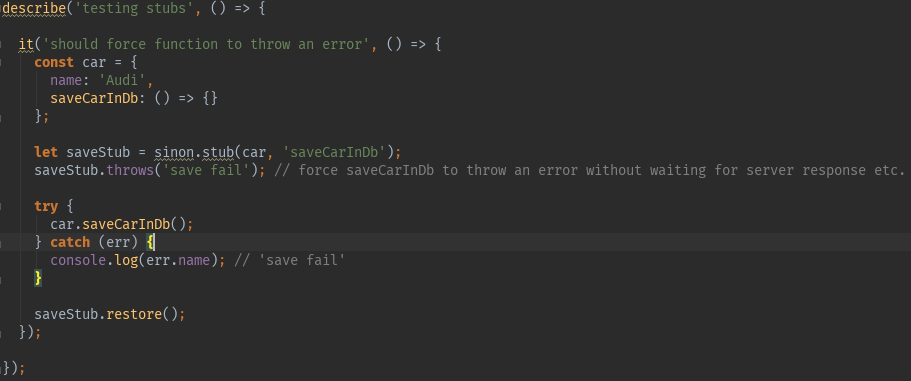 describe('testing stubs', () => {
it('should force function to throw an error', () => {
const car = {
name: 'Audi',
saveCarInDb: () => {}
};
let saveStub = sinon.stub(car, 'saveCarInDb');
saveStub.throws('save fail'); // force saveCarInDb to throw an error without waiting for server response etc.
try {
car.saveCarInDb();
} catch (err) {
console.log(err.name); // 'save fail'
}
saveStub.restore();
});
});